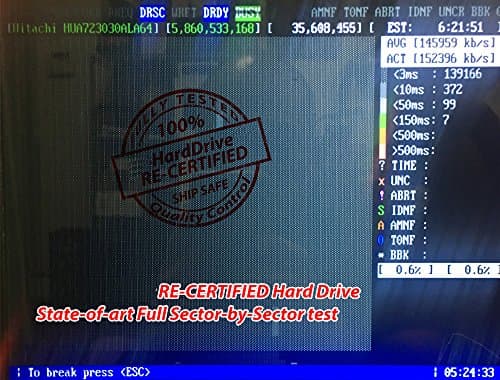 DREQ DRSC WRFT DRDY BUSY AMNF TONF ABRT IDNF UNCR BBK
[Hitachi HUA723030ALA64] [5,860,533,168] [ 35,608,455] [ EST: 6:21:51
AVG [145959 kb/s]
ACT [152396 kb/s]
<3ms: 139166
<10ms: 372
<50ms: 99
<150ms: 7
<500ms:
>500ms:
? TIME :
x UNC :
! ABRT :
S IDNF :
A AMNF :
0 TONF :
* BBK :
[ 0.6%] [ 0.6%]
FULLY TESTED
100%
HardDrive
RE-CERTIFIED
SHIP SAFE
Quality Control
RE-CERTIFIED Hard Drive
State-of-art Full Sector-by-Sector test
¦ To break press <ESC> ¦ 05:24:33